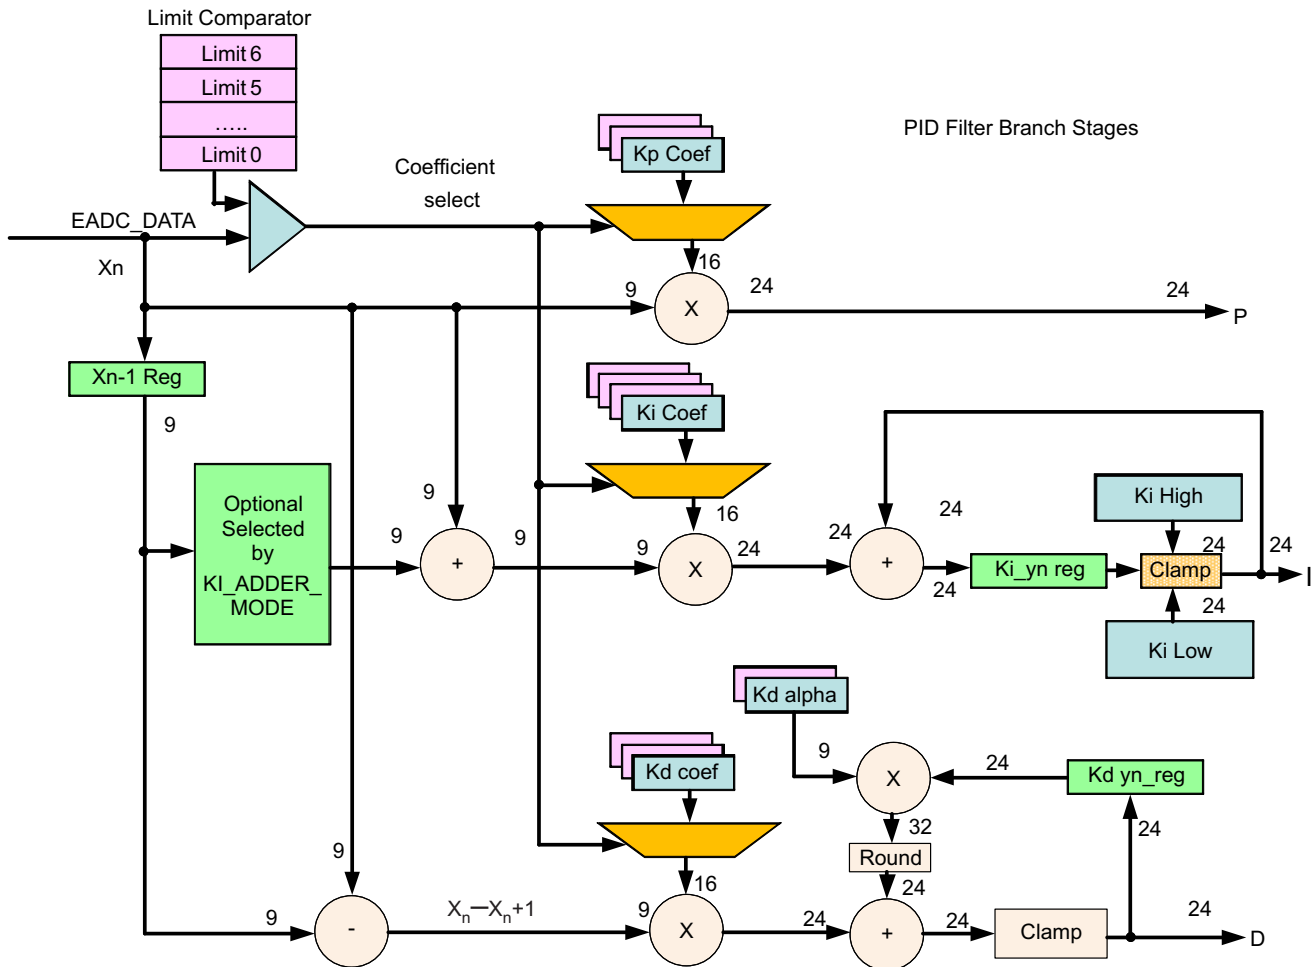 Limit Comparator
Limit 6
Limit 5
.....
Limit 0
PID Filter Branch Stages
Kp Coef
Coefficient
select
EADC_DATA
Xn
16
9
24
24
X
P
Xn-1 Reg
9
Ki Coef
Optional
Selected
by
KI_ADDER_
MODE
9
9
+
9
16
9
X
24
24
+
24
24
Ki_yn reg
Ki High
24
Clamp
24
24
I
Ki Low
Kd alpha
9
X
24
Kd yn_reg
32
24
Round
24
Kd coef
16
9
9
-
Xn—Xn+1
9
X
24
+
24
Clamp
24
D